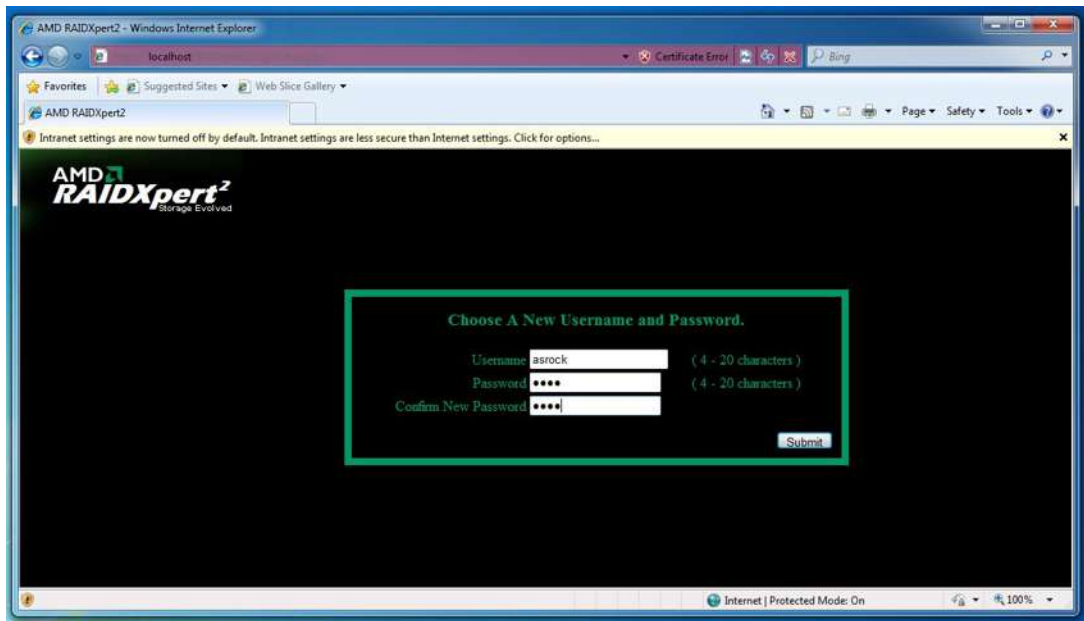 AMD RAIDXpert2 - Windows Internet Explorer
localhost
Certificate Error
Bing
Favorites
Suggested Sites
Web Slice Gallery
AMD RAIDXpert2
Page
Safety
Tools
Intranet settings are now turned off by default. Intranet settings are less secure than Internet settings. Click for options...
AMD
RAIDXpert2
Storage Evolved
Choose A New Username and Password.
Username asrock ( 4 - 20 characters )
Password •••• ( 4 - 20 characters )
Confirm New Password ••••
Submit
Internet | Protected Mode: On
100%